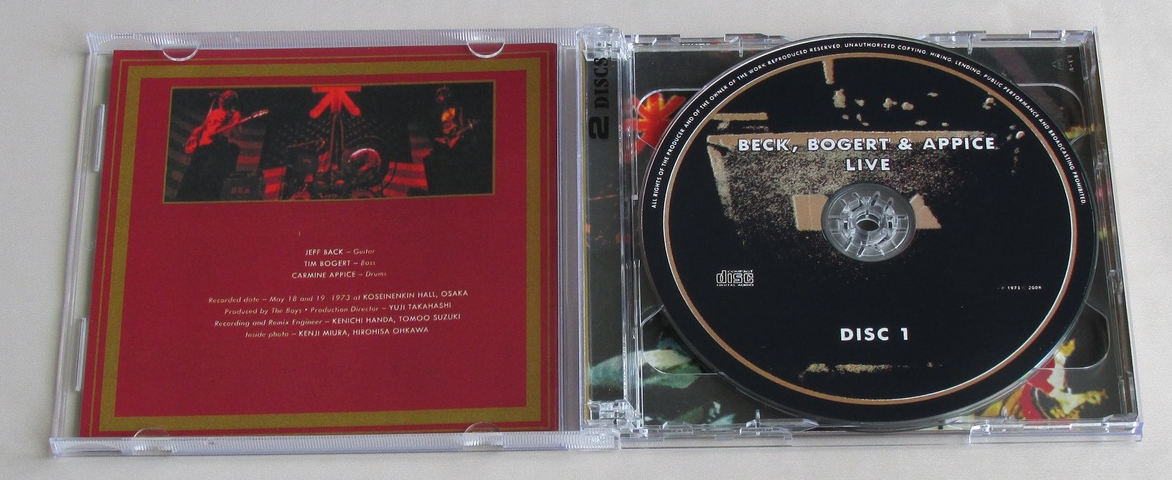 JEFF BACK – Guitar
TIM BOGERT – Bass
CARMINE APPICE – Drums
Recorded date – May 18 and 19 1973 at KOSEINENKIN HALL, OSAKA
Produced by The Boys • Production Director – YUJI TAKAHASHI
Recording and Remix Engineer – KENICHI HANDA, TOMOO SUZUKI
Inside photo – KENJI MIURA, HIROHISA OHKAWA
2 DISCS
ALL RIGHTS OF THE PRODUCER AND OF THE OWNER OF THE WORK REPRODUCED RESERVED. UNAUTHORIZED COPYING, HIRING, LENDING, PUBLIC PERFORMANCE AND BROADCASTING PROHIBITED.
BECK, BOGERT & APPICE
LIVE
COMPACT
disc
DIGITAL AUDIO
DISC 1